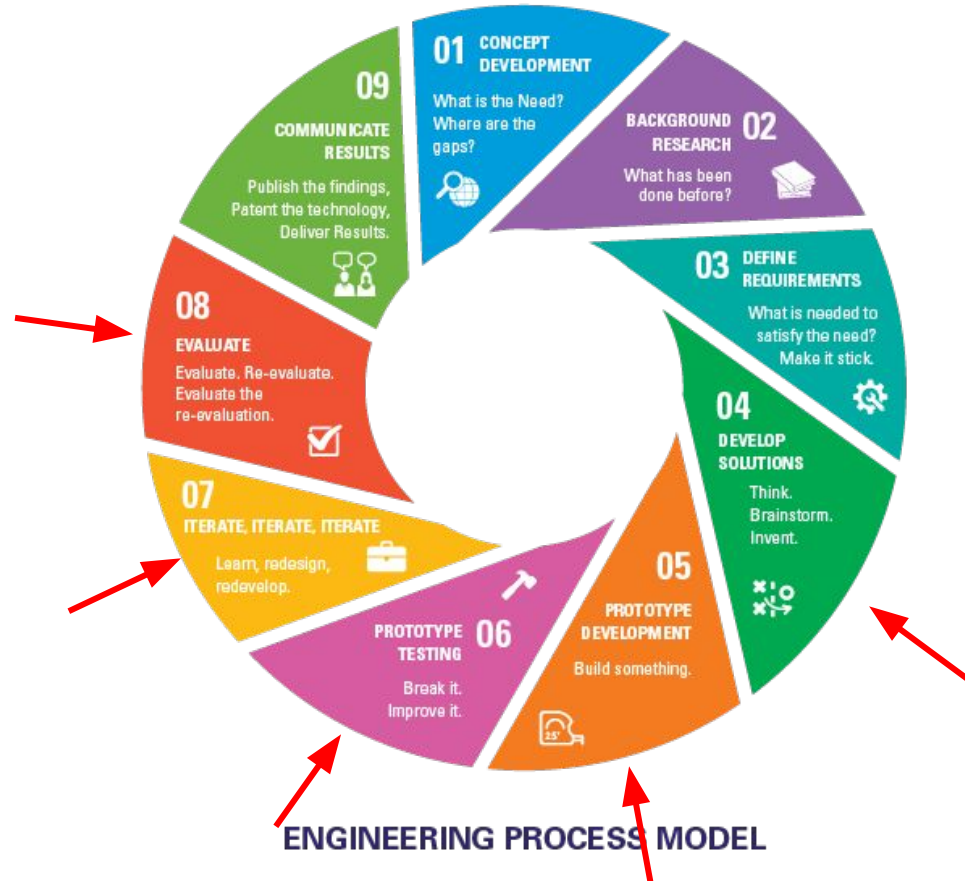 01 CONCEPT
DEVELOPMENT
What is the Need?
Where are the
gaps?
BACKGROUND 02
RESEARCH
What has been
done before?
03 DEFINE
REQUIREMENTS
What is needed to
satisfy the need?
Make it stick.
04
DEVELOP
SOLUTIONS
Think.
Brainstorm.
Invent.
05
PROTOTYPE
DEVELOPMENT
Build something.
25'
PROTOTYPE 06
TESTING
Break it.
Improve it.
07
ITERATE, ITERATE, ITERATE
Learn, redesign,
redevelop.
08
EVALUATE
Evaluate. Re-evaluate.
Evaluate the
re-evaluation.
09
COMMUNICATE
RESULTS
Publish the findings,
Patent the technology,
Deliver Results.
ENGINEERING PROCESS MODEL